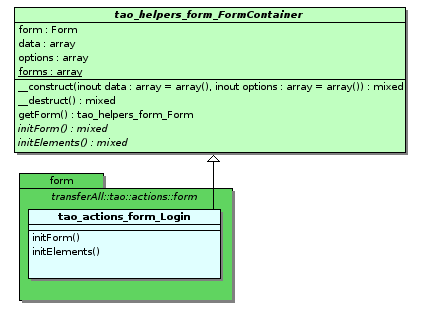 tao_helpers_form_FormContainer
form : Form
data : array
options : array
forms : array
__construct(inout data : array = array(), inout options : array = array()) : mixed
__destruct() : mixed
getForm() : tao_helpers_form_Form
initForm() : mixed
initElements() : mixed
form
transferAll::tao::actions::form
tao_actions_form_Login
initForm()
initElements()